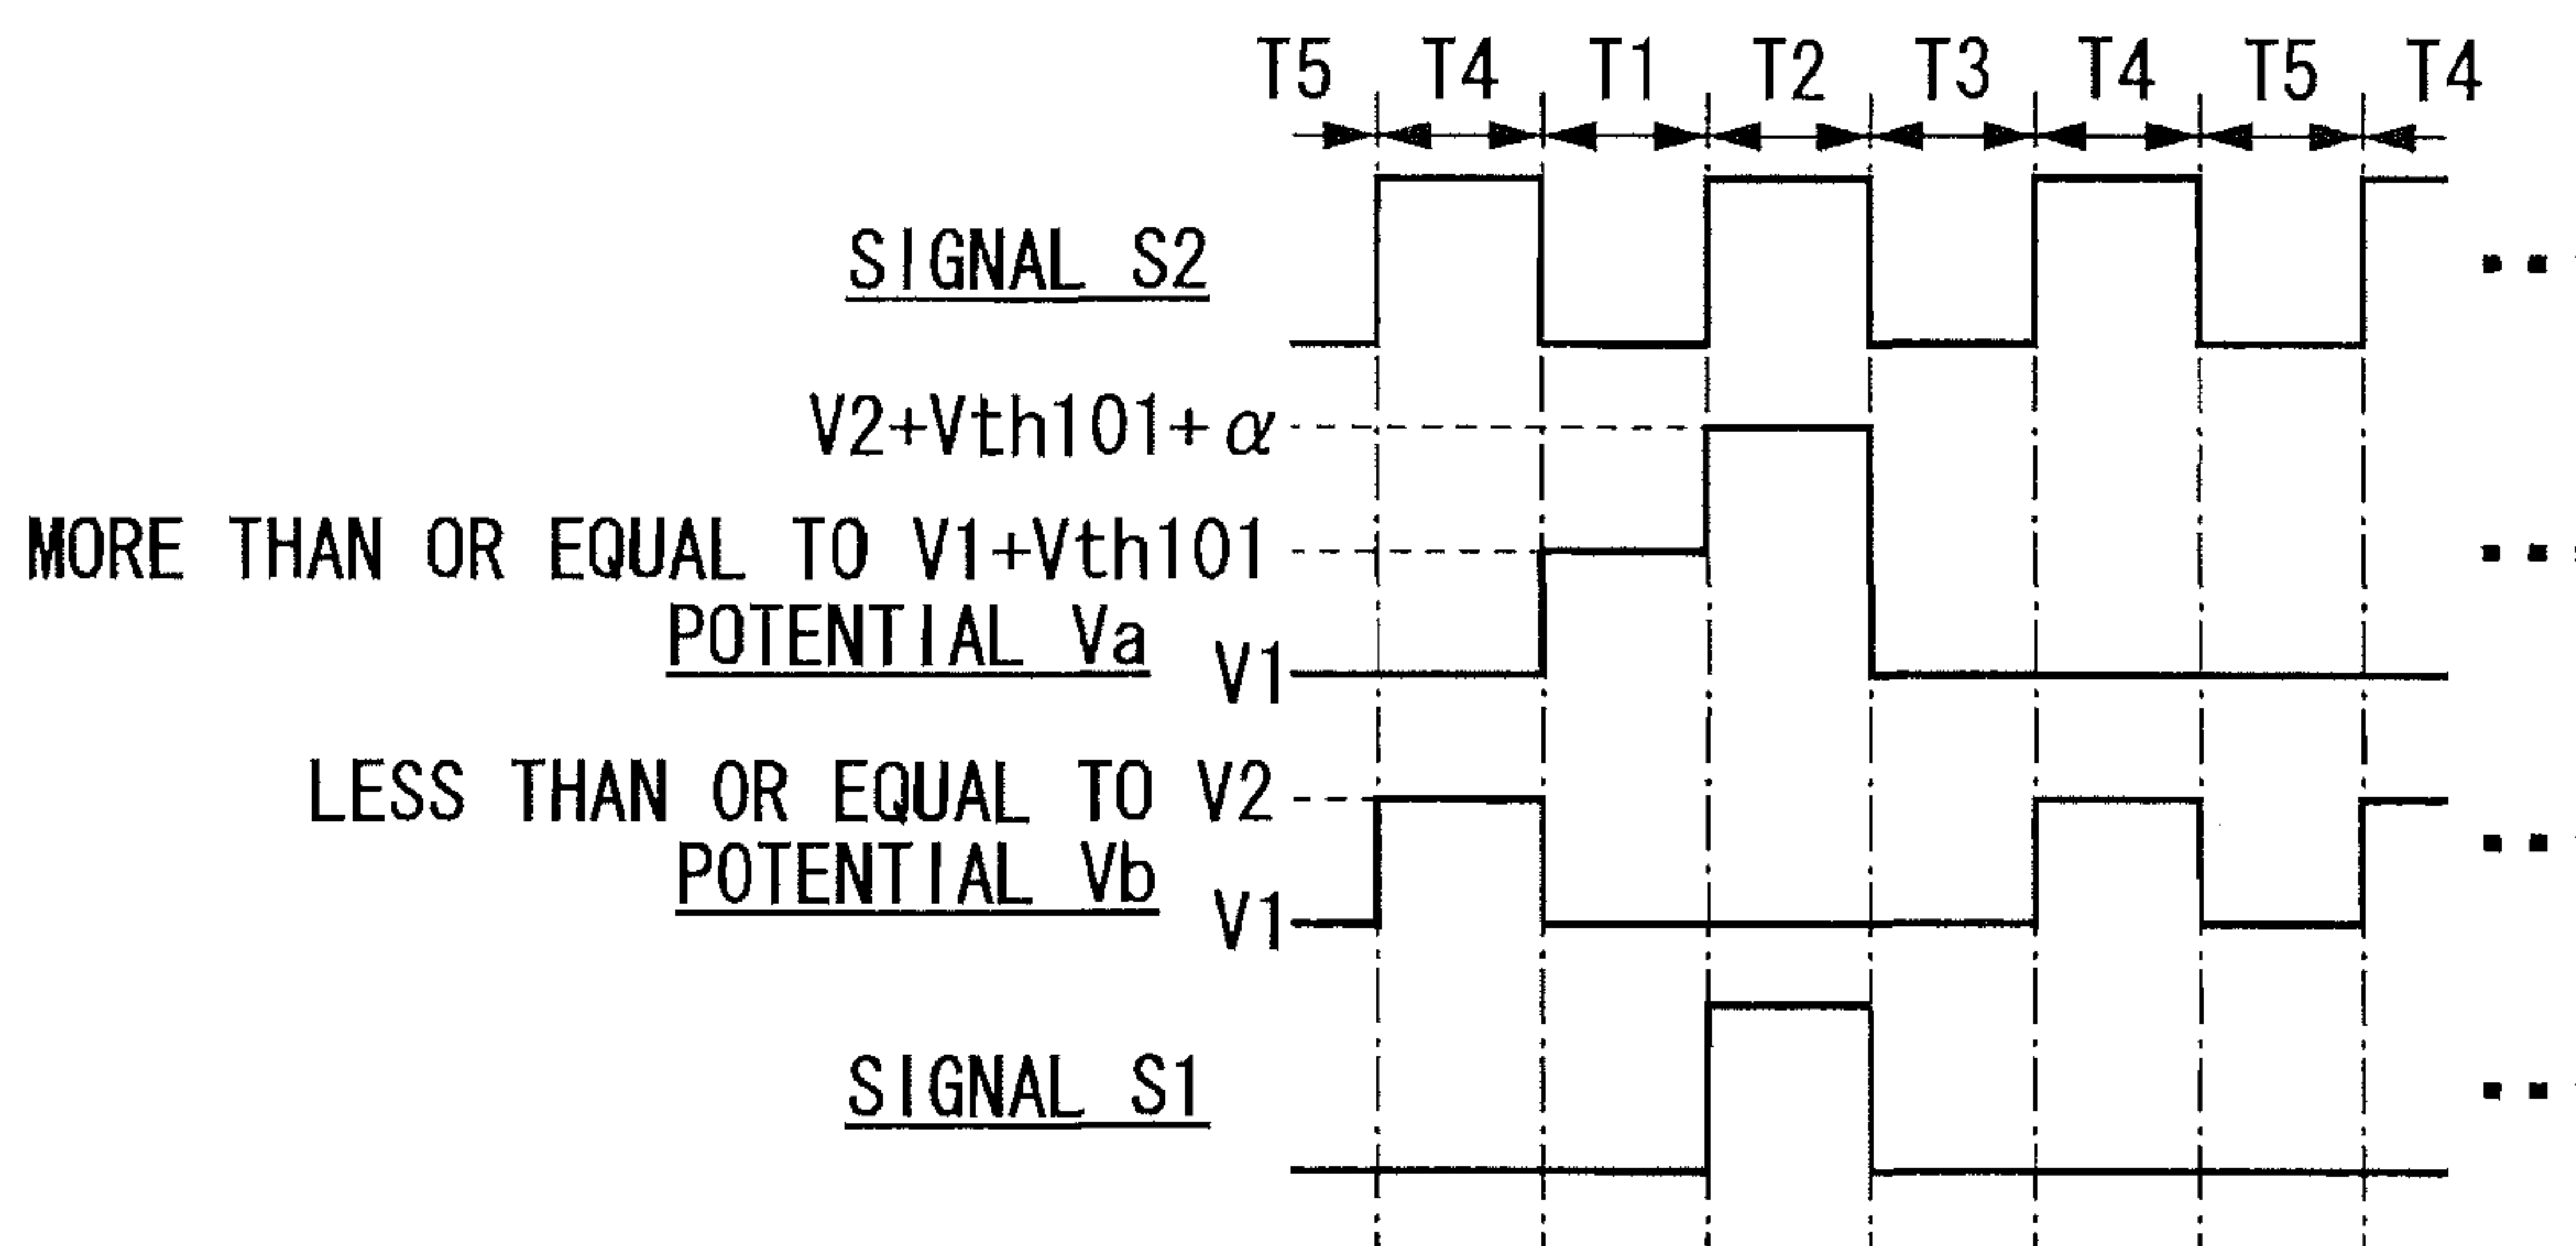 T5 T4 T1 T2 T3 T4 T5 T4
SIGNAL S2
V2+Vth101+α
MORE THAN OR EQUAL TO V1+Vth101
POTENTIAL Va
V1
LESS THAN OR EQUAL TO V2
POTENTIAL Vb
V1
SIGNAL S1